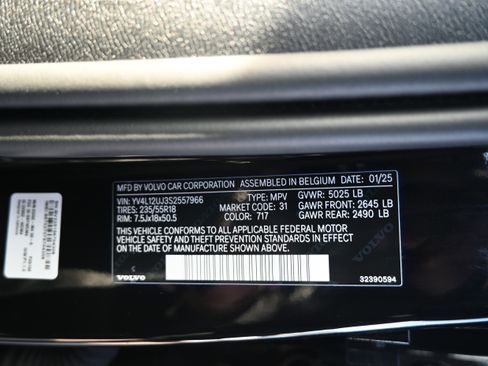 MFD BY VOLVO CAR CORPORATION ASSEMBLED IN BELGIUM 01/25
VIN: YV4L12UJ3S2557966 TYPE: MPV GVWR: 5025 LB
TIRES: 235/55R18 MARKET: 31 GAWR FRONT: 2645 LB
RIM: 7.5Jx18x50.5 COLOR: 717 GAWR REAR: 2490 LB
THIS VEHICLE CONFORMS TO ALL APPLICABLE FEDERAL MOTOR
VEHICLE SAFETY, BUMPER, AND THEFT PREVENTION STANDARDS
IN EFFECT ON THE DATE OF MANUFACTURE SHOWN ABOVE.
VOLVO
32390594